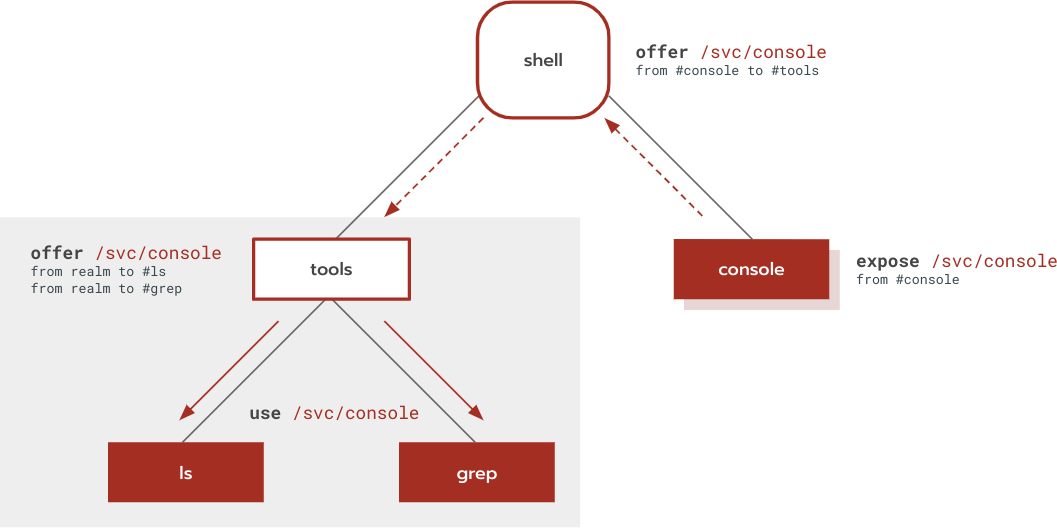 shell
offer /svc/console
from #console to #tools
offer /svc/console
from realm to #ls
from realm to #grep
tools
console
expose /svc/console
from #console
use /svc/console
ls
grep